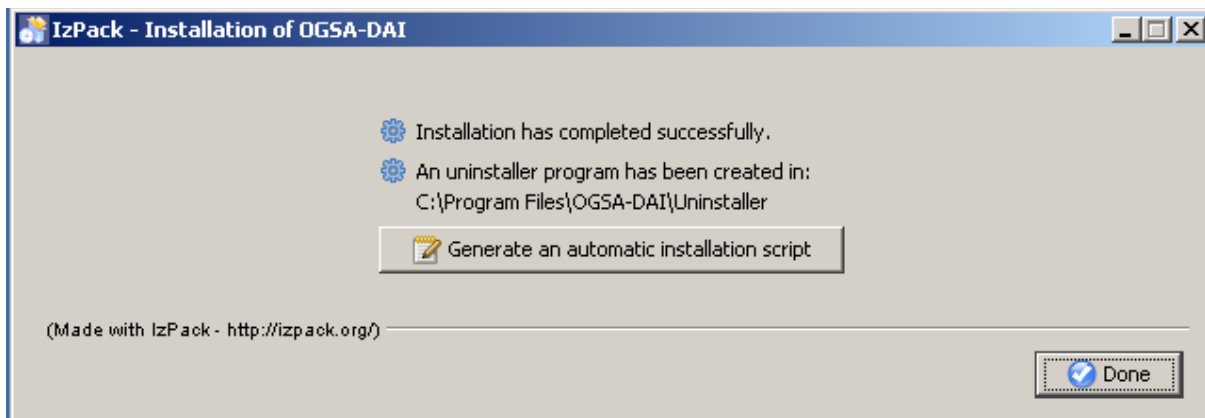 IzPack - Installation of OGSA-DAI
Installation has completed successfully.
An uninstaller program has been created in:
C:\Program Files\OGSA-DAI\Uninstaller
Generate an automatic installation script
(Made with IzPack - http://izpack.org/)
Done